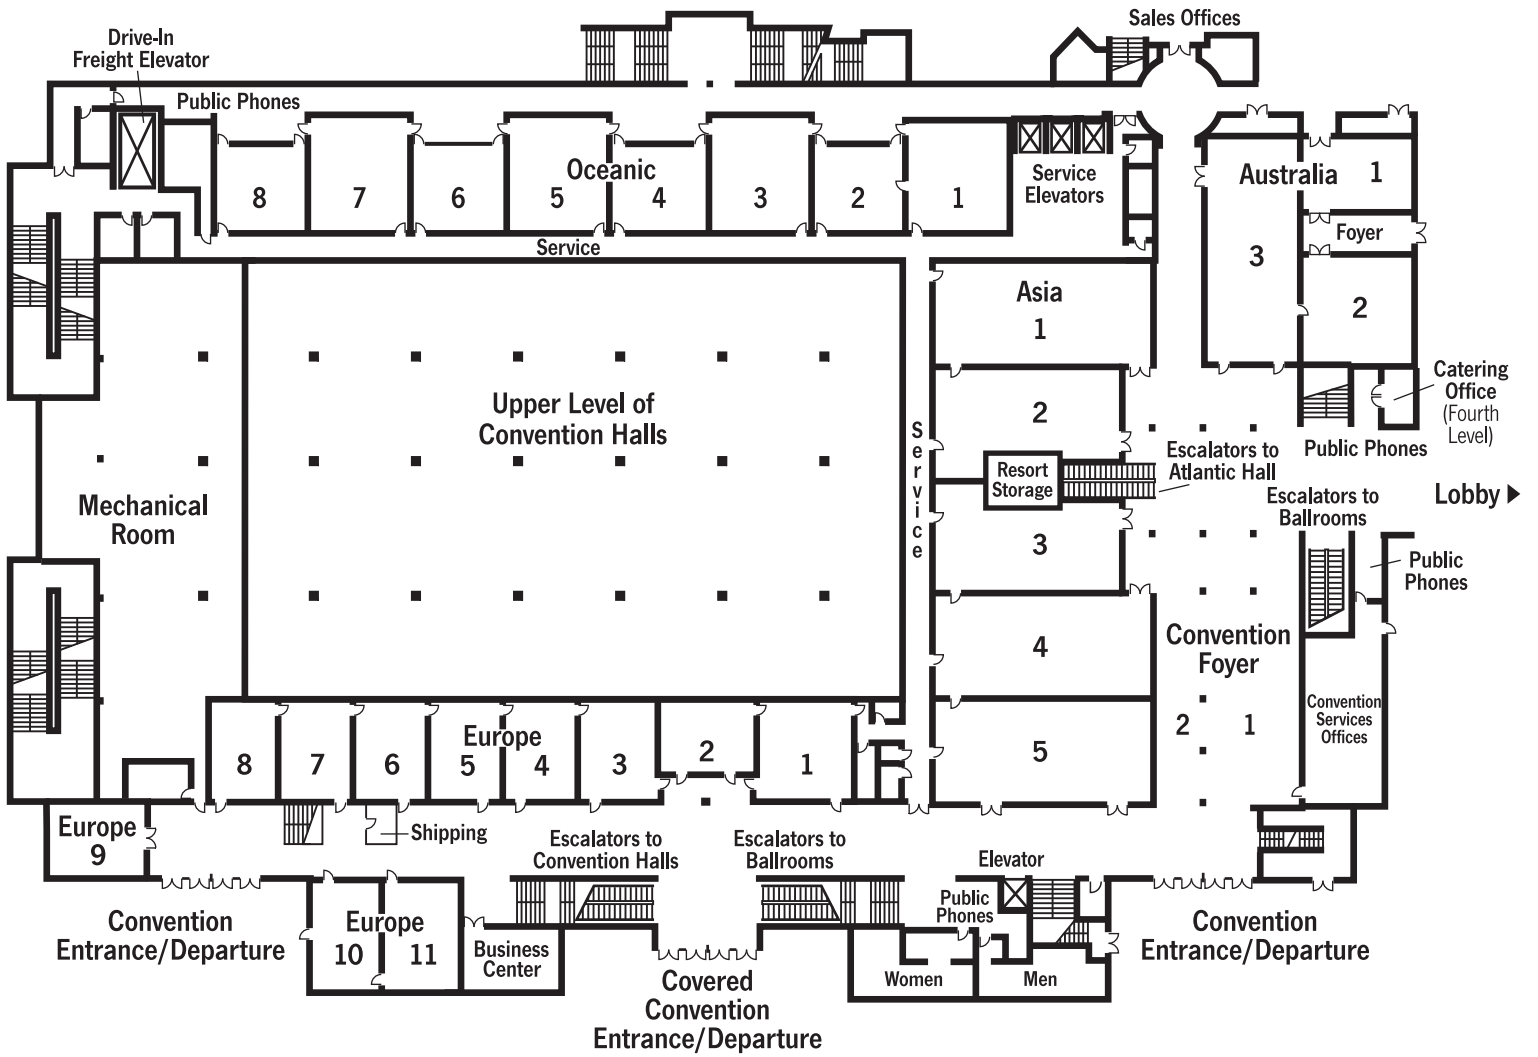 Sales Offices
Drive-In
Freight Elevator
Public Phones
Oceanic
8
7
6
5
4
3
2
1
Service
Elevators
Australia
1
Foyer
3
2
Service
Asia
1
2
Resort
Storage
3
4
5
Service
Upper Level of
Convention Halls
Mechanical
Room
Catering
Office
(Fourth
Level)
Public Phones
Escalators to
Atlantic Hall
Lobby
Escalators to
Ballrooms
Public
Phones
Convention
Foyer
2
1
Convention
Services
Offices
Europe
8
7
6
5
4
3
2
1
Europe
9
Shipping
Escalators to
Convention Halls
Escalators to
Ballrooms
Elevator
Public
Phones
Convention
Entrance/Departure
Europe
10
11
Business
Center
Women
Men
Convention
Entrance/Departure
Covered
Convention
Entrance/Departure